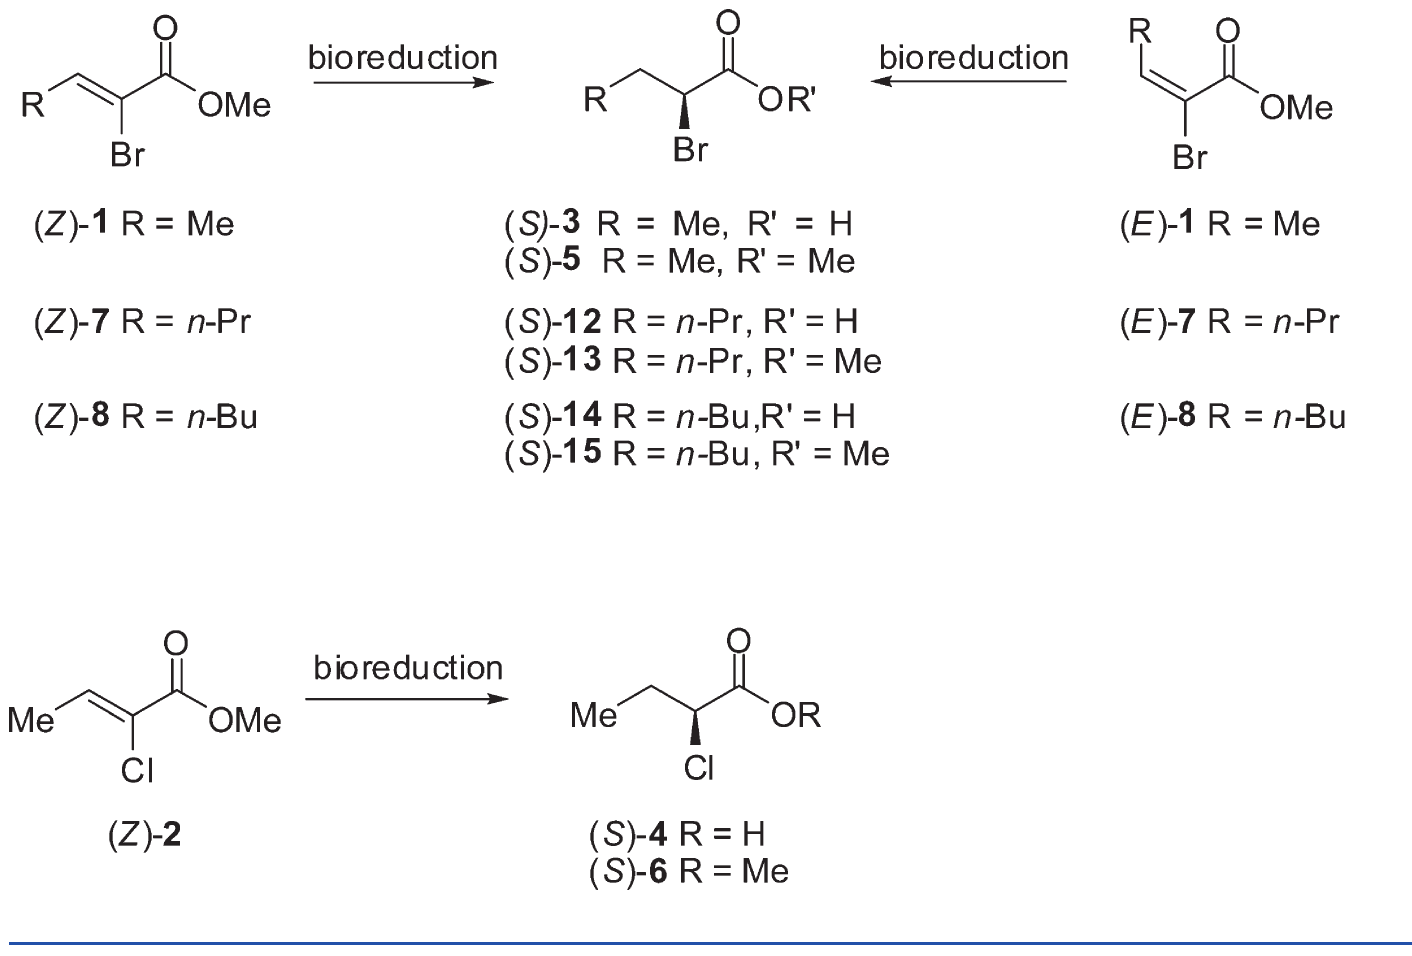 O
R
OMe
Br
bioreduction
O
R
OR'
Br
bioreduction
R
O
OMe
Br
(Z)-1 R = Me
(S)-3 R = Me, R' = H
(E)-1 R = Me
(S)-5 R = Me, R' = Me
(Z)-7 R = n-Pr
(S)-12 R = n-Pr, R' = H
(E)-7 R = n-Pr
(S)-13 R = n-Pr, R' = Me
(Z)-8 R = n-Bu
(S)-14 R = n-Bu,R' = H
(E)-8 R = n-Bu
(S)-15 R = n-Bu, R' = Me
O
Me
OMe
Cl
bioreduction
O
Me
OR
Cl
(Z)-2
(S)-4 R = H
(S)-6 R = Me